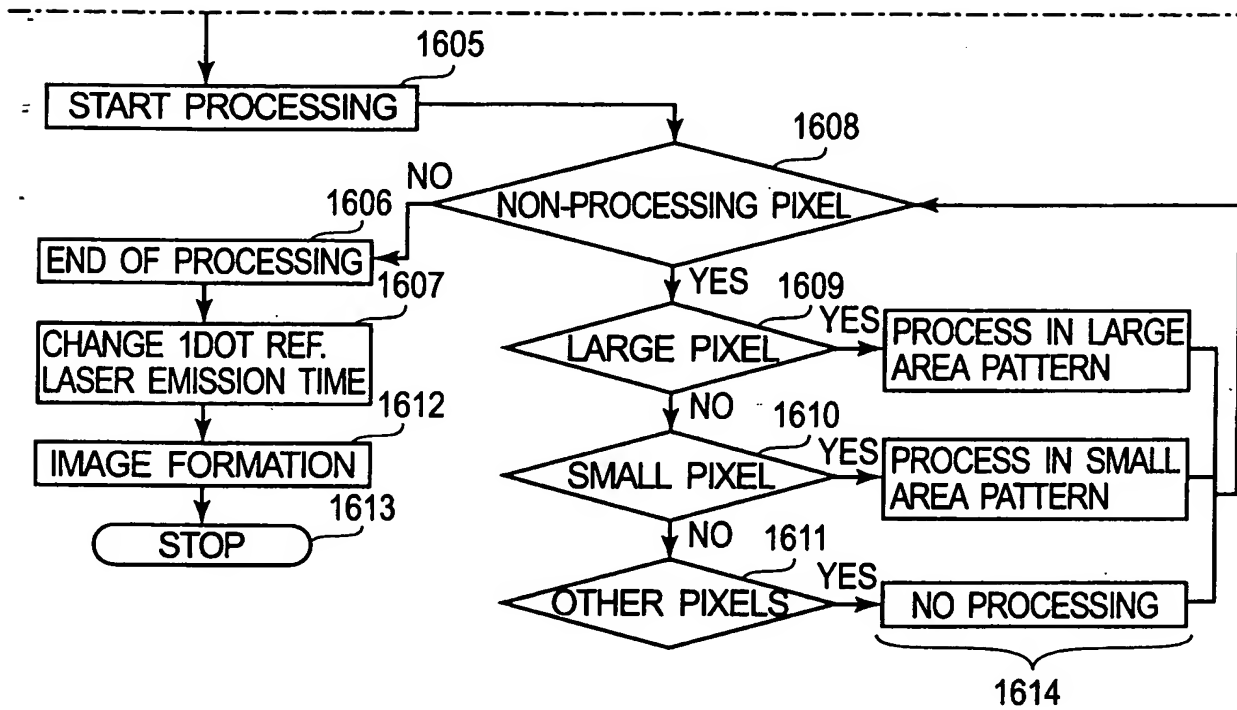 1605
START PROCESSING
1608
NO
NON-PROCESSING PIXEL
1606
END OF PROCESSING
1607
YES
1609
CHANGE 1DOT REF.
LASER EMISSION TIME
LARGE PIXEL
YES
PROCESS IN LARGE
AREA PATTERN
1612
NO
1610
IMAGE FORMATION
SMALL PIXEL
YES
PROCESS IN SMALL
AREA PATTERN
1613
STOP
NO
1611
OTHER PIXELS
YES
NO PROCESSING
1614